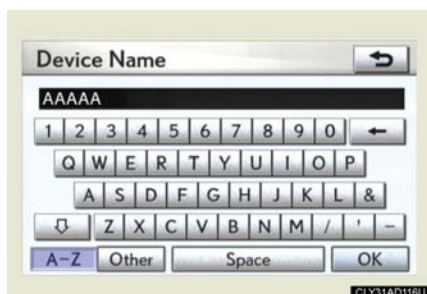 Device Name
AAAAA
1 2 3 4 5 6 7 8 9 0 ←
Q W E R T Y U I O P
A S D F G H J K L &
⇩ Z X C V B N M / ' -
A-Z Other Space OK
CLY31AD116U